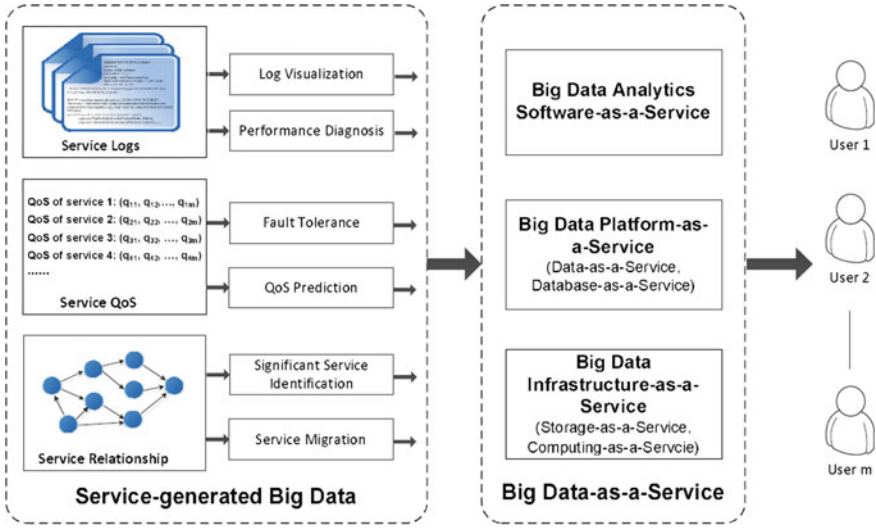 Service Logs
Log Visualization
Performance Diagnosis
QoS of service 1: (q11, q12,..., q1m)
QoS of service 2: (q21, q22, ..., q2m)
QoS of service 3: (q31, q32, ..., q3m)
QoS of service 4: (q41, q42, ..., q4m)
......
Service QoS
Fault Tolerance
QoS Prediction
Service Relationship
Significant Service
Identification
Service Migration
Service-generated Big Data
Big Data Analytics
Software-as-a-Service
Big Data Platform-as-
a-Service
(Data-as-a-Service,
Database-as-a-Service)
Big Data
Infrastructure-as-a-
Service
(Storage-as-a-Service,
Computing-as-a-Servcie)
Big Data-as-a-Service
User 1
User 2
User m